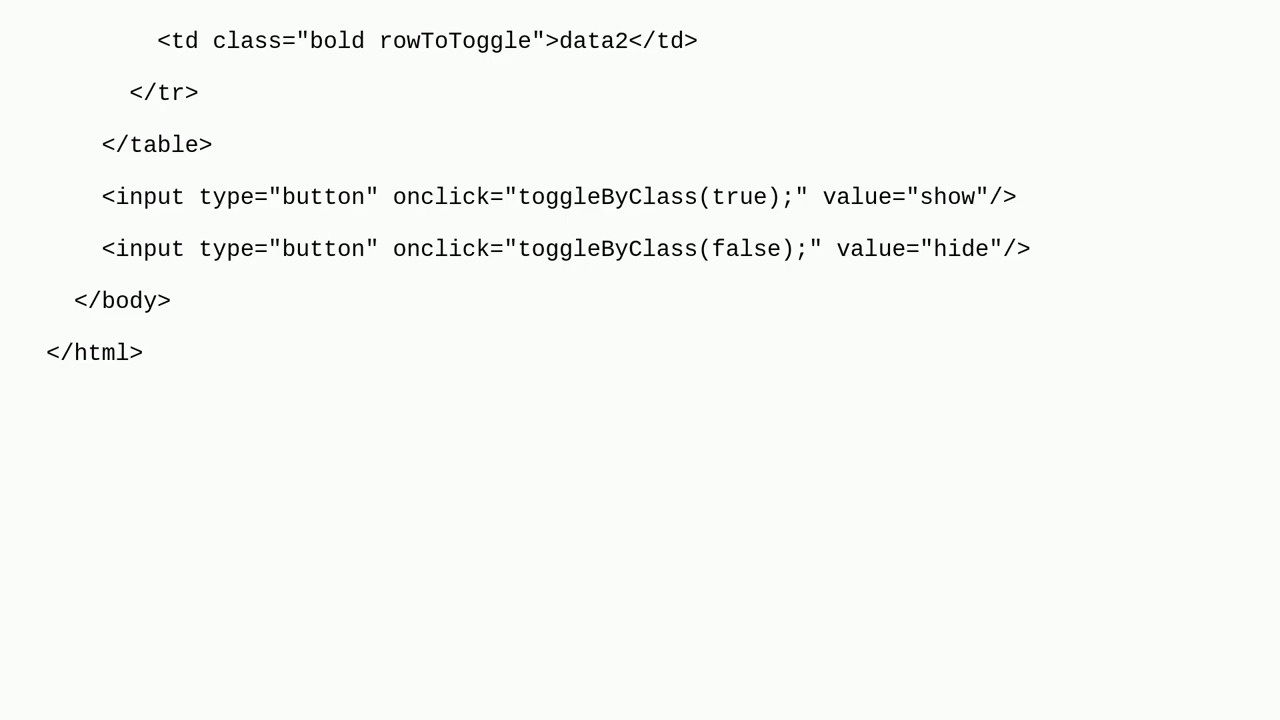 <td class="bold rowToToggle">data2</td>
</tr>
</table>
<input type="button" onclick="toggleByClass(true);" value="show"/>
<input type="button" onclick="toggleByClass(false);" value="hide"/>
</body>
</html>